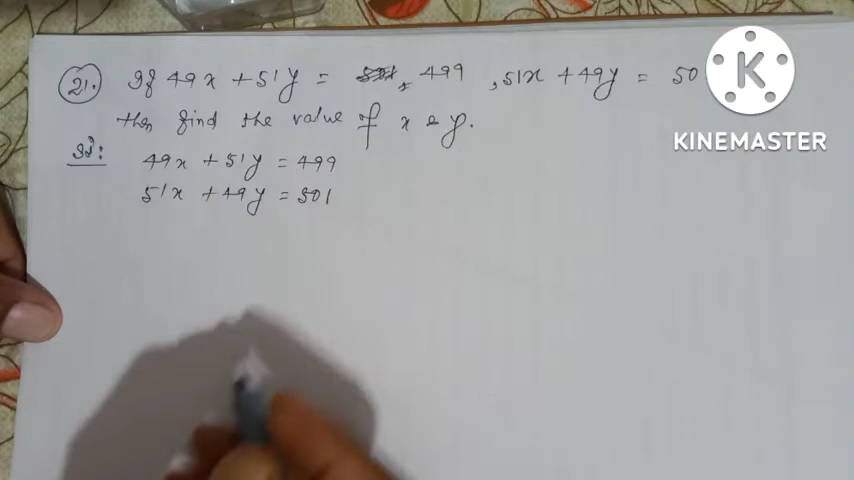 21. If 49x + 51y = 499, 51x + 49y = 50
then find the value of x & y.
49x + 51y = 499
51x + 49y = 501
K
KINEMASTER